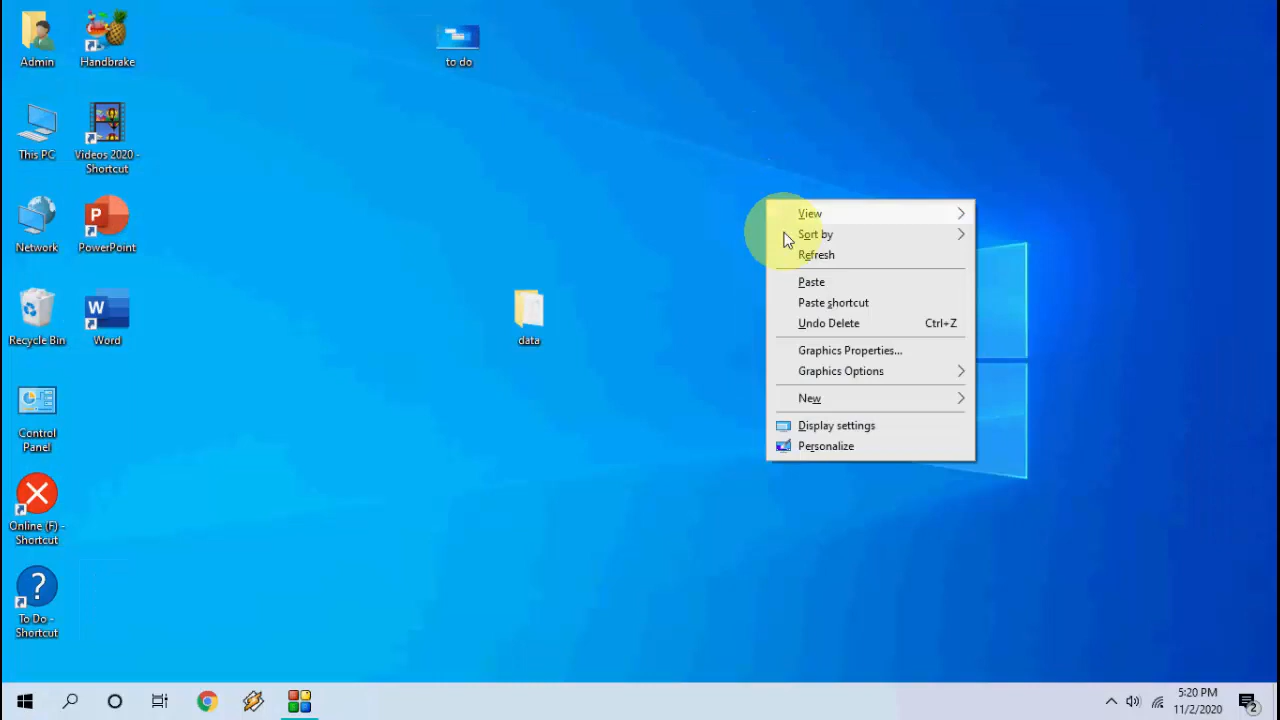 Admin
Handbrake
to do
This PC
Videos 2020 -
Shortcut
Network
P
PowerPoint
Recycle Bin
W
Word
data
Control
Panel
Online (F) -
Shortcut
?
To Do -
Shortcut
View
Sort by
Refresh
Paste
Paste shortcut
Undo Delete Ctrl+Z
Graphics Properties...
Graphics Options
New
Display settings
Personalize
5:20 PM
11/2/2020
2